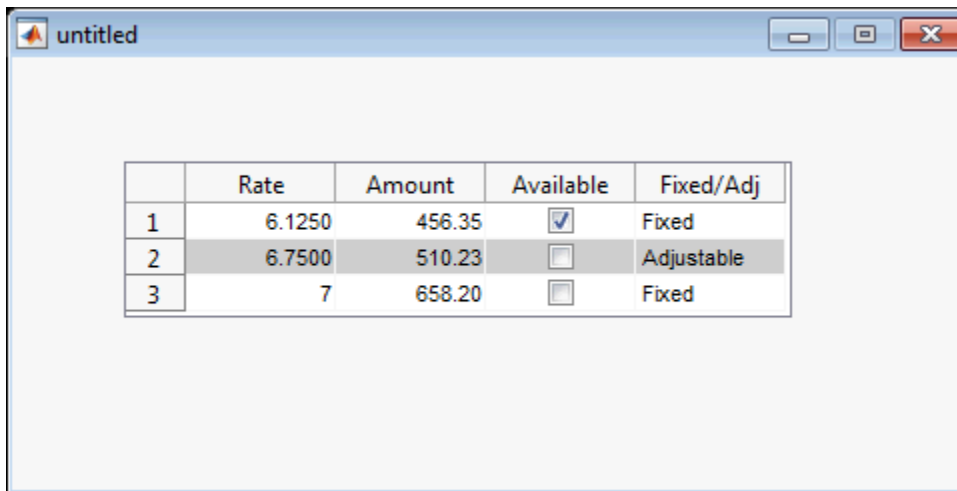 untitled
Rate Amount Available Fixed/Adj
1 6.1250 456.35 Fixed
2 6.7500 510.23 Adjustable
3 7 658.20 Fixed